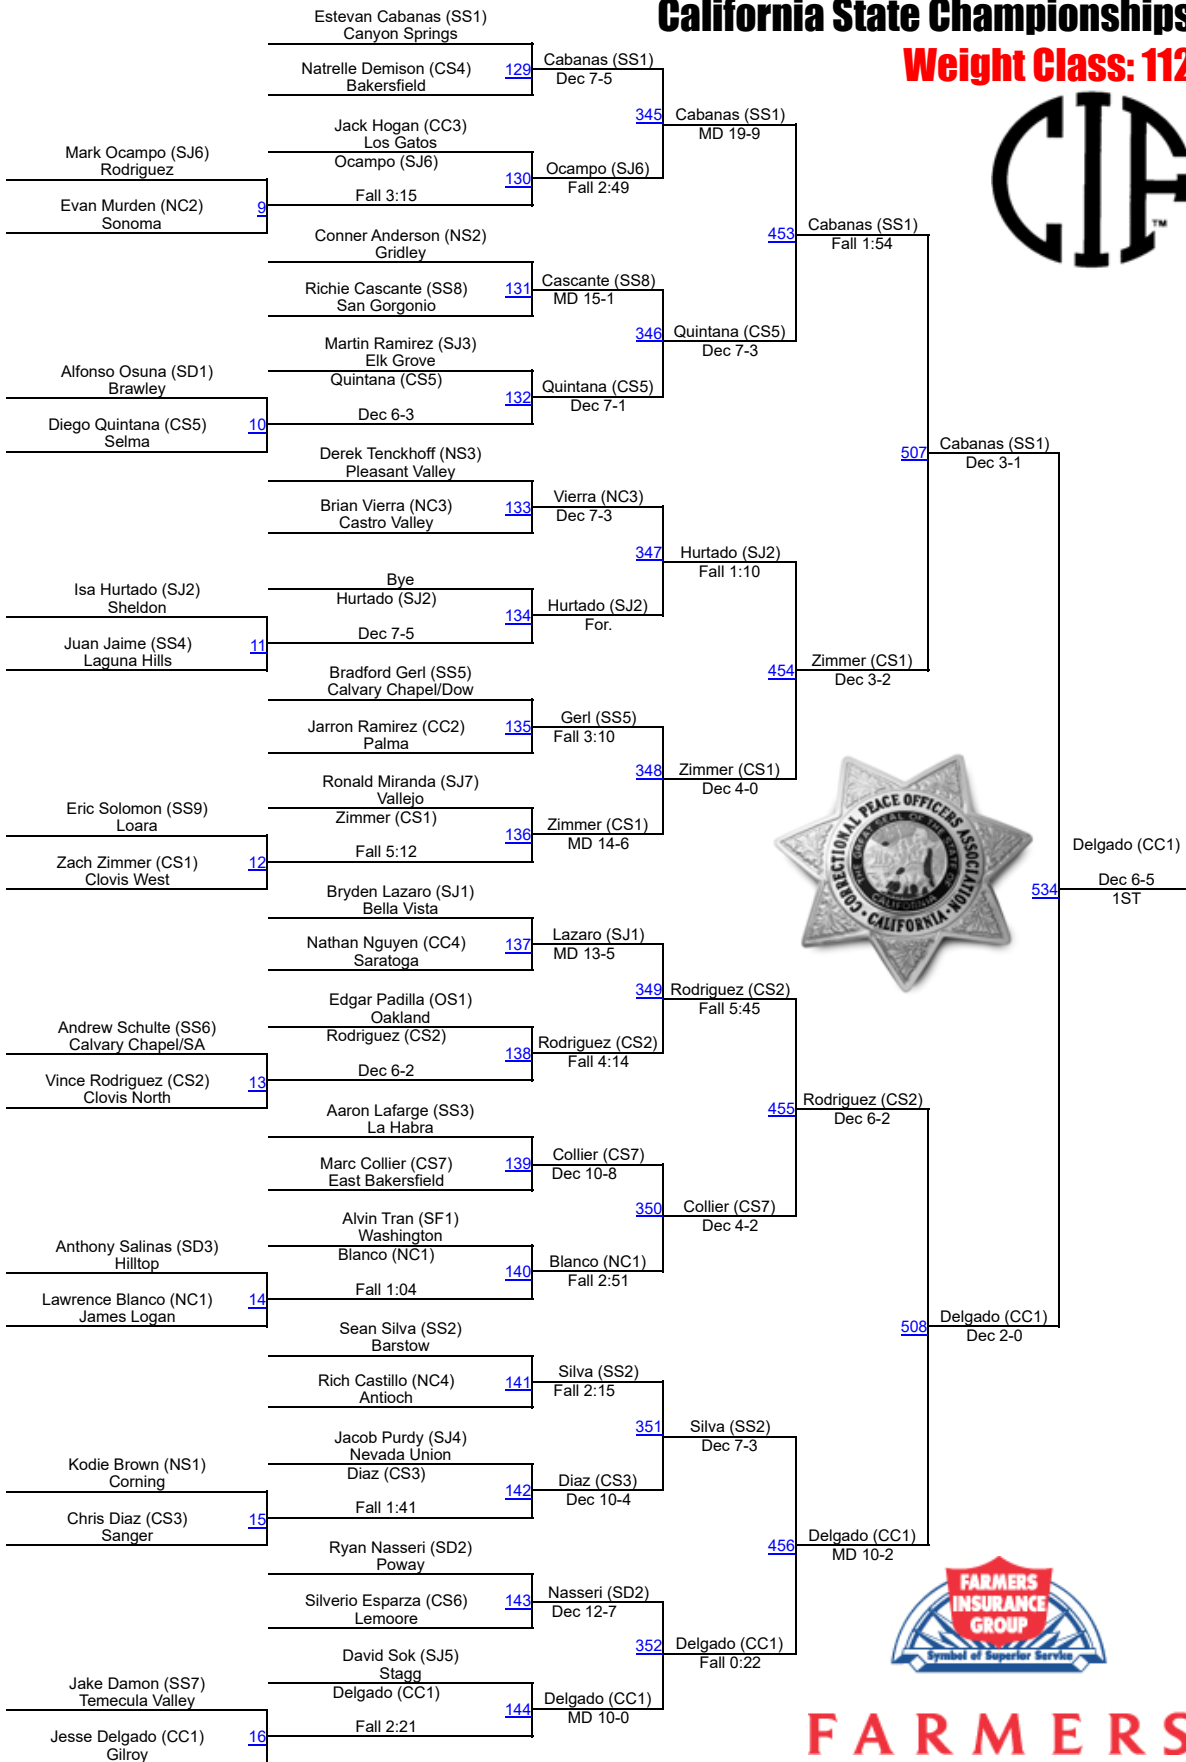 California State Championships
Weight Class: 112
CIF
™
Estevan Cabanas (SS1)
Canyon Springs
Natrelle Demison (CS4)
Bakersfield
129
Cabanas (SS1)
Dec 7-5
345
Cabanas (SS1)
MD 19-9
Jack Hogan (CC3)
Los Gatos
Mark Ocampo (SJ6)
Rodriguez
Evan Murden (NC2)
Sonoma
9
Ocampo (SJ6)
Fall 3:15
130
Ocampo (SJ6)
Fall 2:49
453
Cabanas (SS1)
Fall 1:54
Conner Anderson (NS2)
Gridley
Richie Cascante (SS8)
San Gorgonio
131
Cascante (SS8)
MD 15-1
346
Quintana (CS5)
Dec 7-3
Martin Ramirez (SJ3)
Elk Grove
Alfonso Osuna (SD1)
Brawley
Diego Quintana (CS5)
Selma
10
Quintana (CS5)
Dec 6-3
132
Quintana (CS5)
Dec 7-1
507
Cabanas (SS1)
Dec 3-1
Derek Tenckhoff (NS3)
Pleasant Valley
Brian Vierra (NC3)
Castro Valley
133
Vierra (NC3)
Dec 7-3
347
Hurtado (SJ2)
Fall 1:10
Bye
Isa Hurtado (SJ2)
Sheldon
Juan Jaime (SS4)
Laguna Hills
11
Hurtado (SJ2)
Dec 7-5
134
Hurtado (SJ2)
For.
454
Zimmer (CS1)
Dec 3-2
Bradford Gerl (SS5)
Calvary Chapel/Dow
Jarron Ramirez (CC2)
Palma
135
Gerl (SS5)
Fall 3:10
348
Zimmer (CS1)
Dec 4-0
Ronald Miranda (SJ7)
Vallejo
Eric Solomon (SS9)
Loara
Zach Zimmer (CS1)
Clovis West
12
Zimmer (CS1)
Fall 5:12
136
Zimmer (CS1)
MD 14-6
CORRECTIONAL PEACE OFFICERS ASSOCIATION
THE GREAT SEAL OF THE STATE OF CALIFORNIA
• CALIFORNIA •
534
Delgado (CC1)
Dec 6-5
1ST
Bryden Lazaro (SJ1)
Bella Vista
Nathan Nguyen (CC4)
Saratoga
137
Lazaro (SJ1)
MD 13-5
349
Rodriguez (CS2)
Fall 5:45
Edgar Padilla (OS1)
Oakland
Andrew Schulte (SS6)
Calvary Chapel/SA
Vince Rodriguez (CS2)
Clovis North
13
Rodriguez (CS2)
Dec 6-2
138
Rodriguez (CS2)
Fall 4:14
455
Rodriguez (CS2)
Dec 6-2
Aaron Lafarge (SS3)
La Habra
Marc Collier (CS7)
East Bakersfield
139
Collier (CS7)
Dec 10-8
350
Collier (CS7)
Dec 4-2
Alvin Tran (SF1)
Washington
Anthony Salinas (SD3)
Hilltop
Lawrence Blanco (NC1)
James Logan
14
Blanco (NC1)
Fall 1:04
140
Blanco (NC1)
Fall 2:51
508
Delgado (CC1)
Dec 2-0
Sean Silva (SS2)
Barstow
Rich Castillo (NC4)
Antioch
141
Silva (SS2)
Fall 2:15
351
Silva (SS2)
Dec 7-3
Jacob Purdy (SJ4)
Nevada Union
Kodie Brown (NS1)
Corning
Chris Diaz (CS3)
Sanger
15
Diaz (CS3)
Fall 1:41
142
Diaz (CS3)
Dec 10-4
456
Delgado (CC1)
MD 10-2
Ryan Nasseri (SD2)
Poway
Silverio Esparza (CS6)
Lemoore
143
Nasseri (SD2)
Dec 12-7
352
Delgado (CC1)
Fall 0:22
David Sok (SJ5)
Stagg
Jake Damon (SS7)
Temecula Valley
Jesse Delgado (CC1)
Gilroy
16
Delgado (CC1)
Fall 2:21
144
Delgado (CC1)
MD 10-0
FARMERS
INSURANCE
GROUP
Symbol of Superior Service
FARMERS